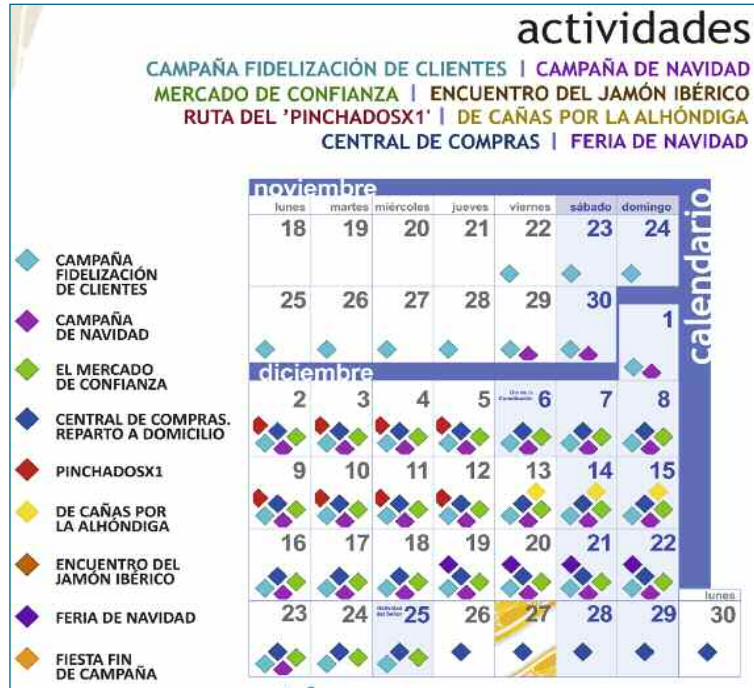 actividades
CAMPAÑA FIDELIZACIÓN DE CLIENTES | CAMPAÑA DE NAVIDAD
MERCADO DE CONFIANZA | ENCUENTRO DEL JAMÓN IBÉRICO
RUTA DEL 'PINCHADOSX1' | DE CAÑAS POR LA ALHÓNDIGA
CENTRAL DE COMPRAS | FERIA DE NAVIDAD
CAMPAÑA
FIDELIZACIÓN
DE CLIENTES
CAMPAÑA
DE NAVIDAD
EL MERCADO
DE CONFIANZA
CENTRAL DE COMPRAS.
REPARTO A DOMICILIO
PINCHADOSX1
DE CAÑAS POR
LA ALHÓNDIGA
ENCUENTRO DEL
JAMÓN IBÉRICO
FERIA DE NAVIDAD
FIESTA FIN
DE CAMPAÑA
calendario
noviembre
lunes martes miércoles jueves viernes sábado domingo
18 19 20 21 22 23 24
25 26 27 28 29 30 1
diciembre
2 3 4 5 6 7 8
9 10 11 12 13 14 15
16 17 18 19 20 21 22
lunes
23 24 25 26 27 28 29 30